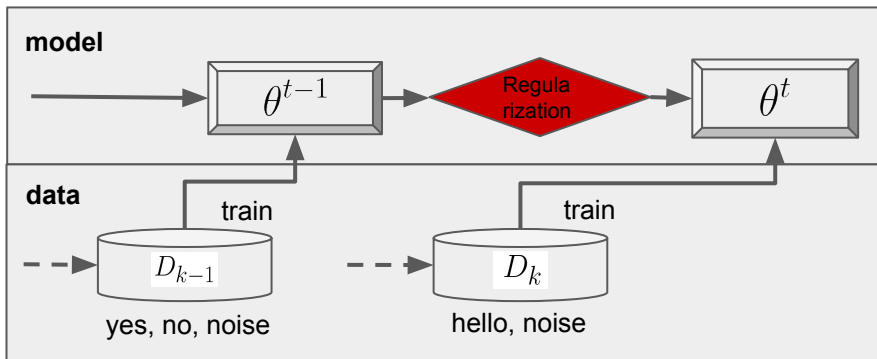 model
θ^{t−1}
Regula
rization
θ^t
data
train
train
D_{k−1}
D_k
yes, no, noise
hello, noise